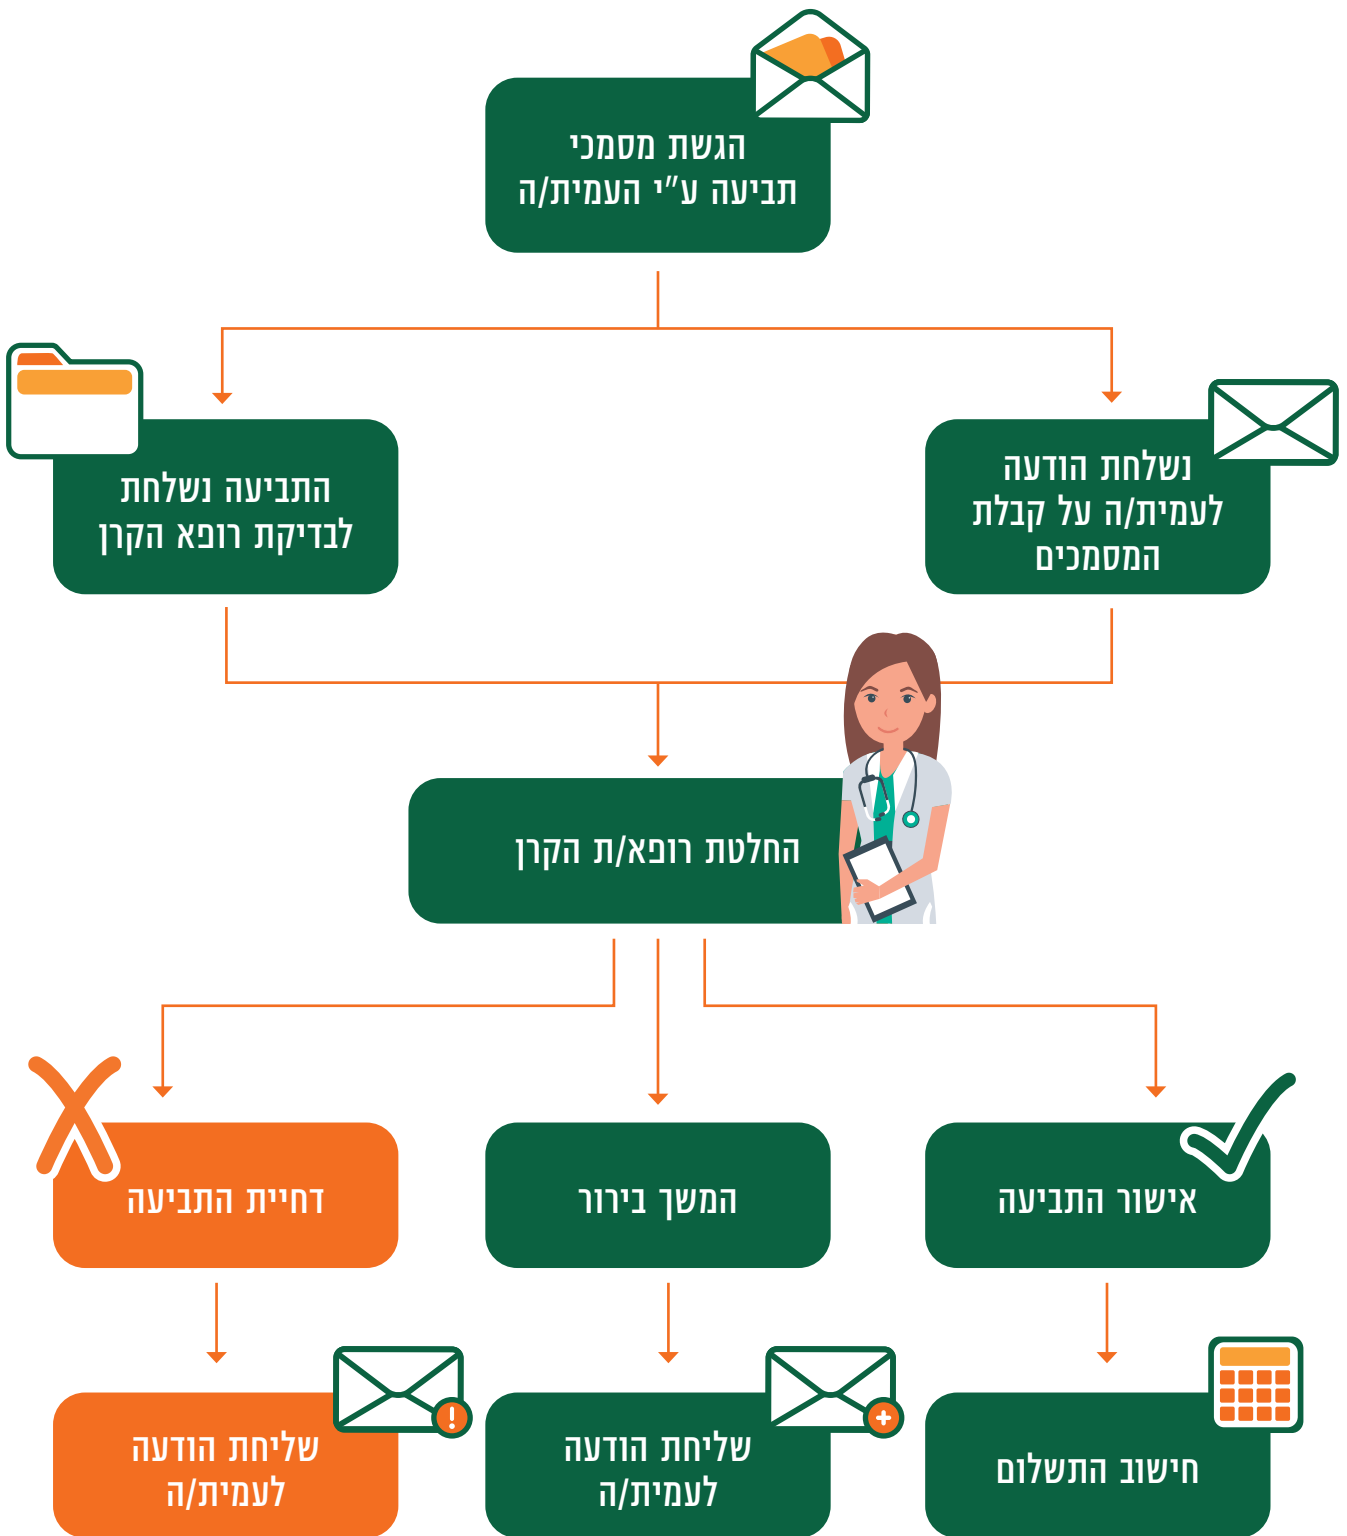 הגשת מסמכי
תביעה ע״י העמית/ה
נשלחת הודעה
לעמית/ה על קבלת
המסמכים
התביעה נשלחת
לבדיקת רופא הקרן
החלטת רופא/ת הקרן
אישור התביעה
המשך בירור
דחיית התביעה
חישוב התשלום
שליחת הודעה
לעמית/ה
שליחת הודעה
לעמית/ה